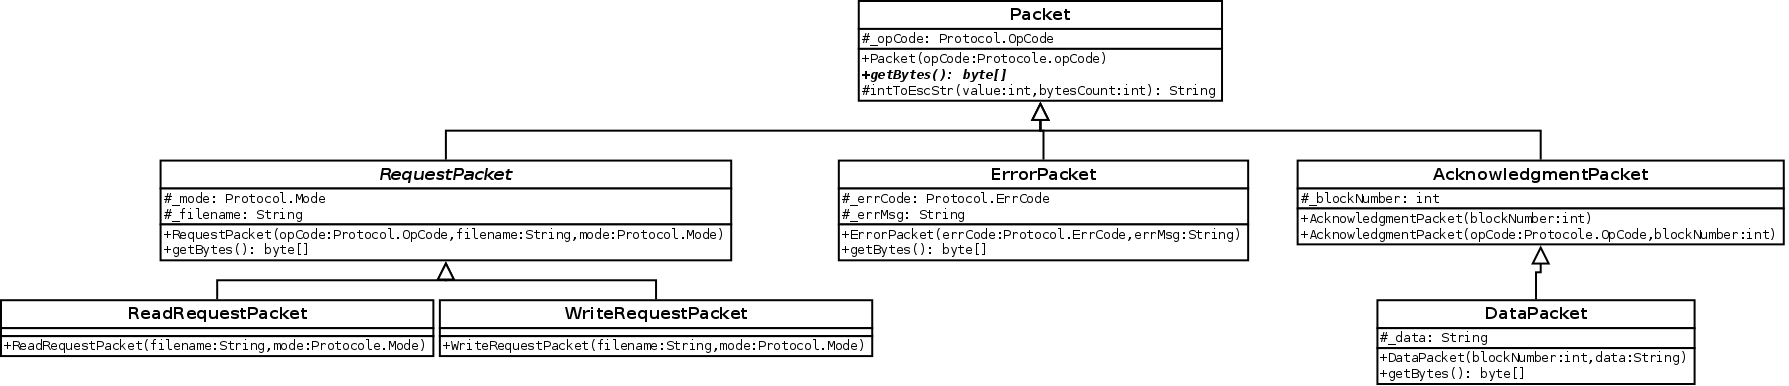 Packet
#_opCode: Protocol.OpCode
+Packet(opCode:Protocole.opCode)
+getBytes(): byte[]
#intToEscStr(value:int,bytesCount:int): String
RequestPacket
#_mode: Protocol.Mode
#_filename: String
+RequestPacket(opCode:Protocol.OpCode,filename:String,mode:Protocol.Mode)
+getBytes(): byte[]
ErrorPacket
#_errCode: Protocol.ErrCode
#_errMsg: String
+ErrorPacket(errCode:Protocol.ErrCode,errMsg:String)
+getBytes(): byte[]
AcknowledgmentPacket
#_blockNumber: int
+AcknowledgmentPacket(blockNumber:int)
+AcknowledgmentPacket(opCode:Protocole.OpCode,blockNumber:int)
ReadRequestPacket
+ReadRequestPacket(filename:String,mode:Protocole.Mode)
WriteRequestPacket
+WriteRequestPacket(filename:String,mode:Protocol.Mode)
DataPacket
#_data: String
+DataPacket(blockNumber:int,data:String)
+getBytes(): byte[]